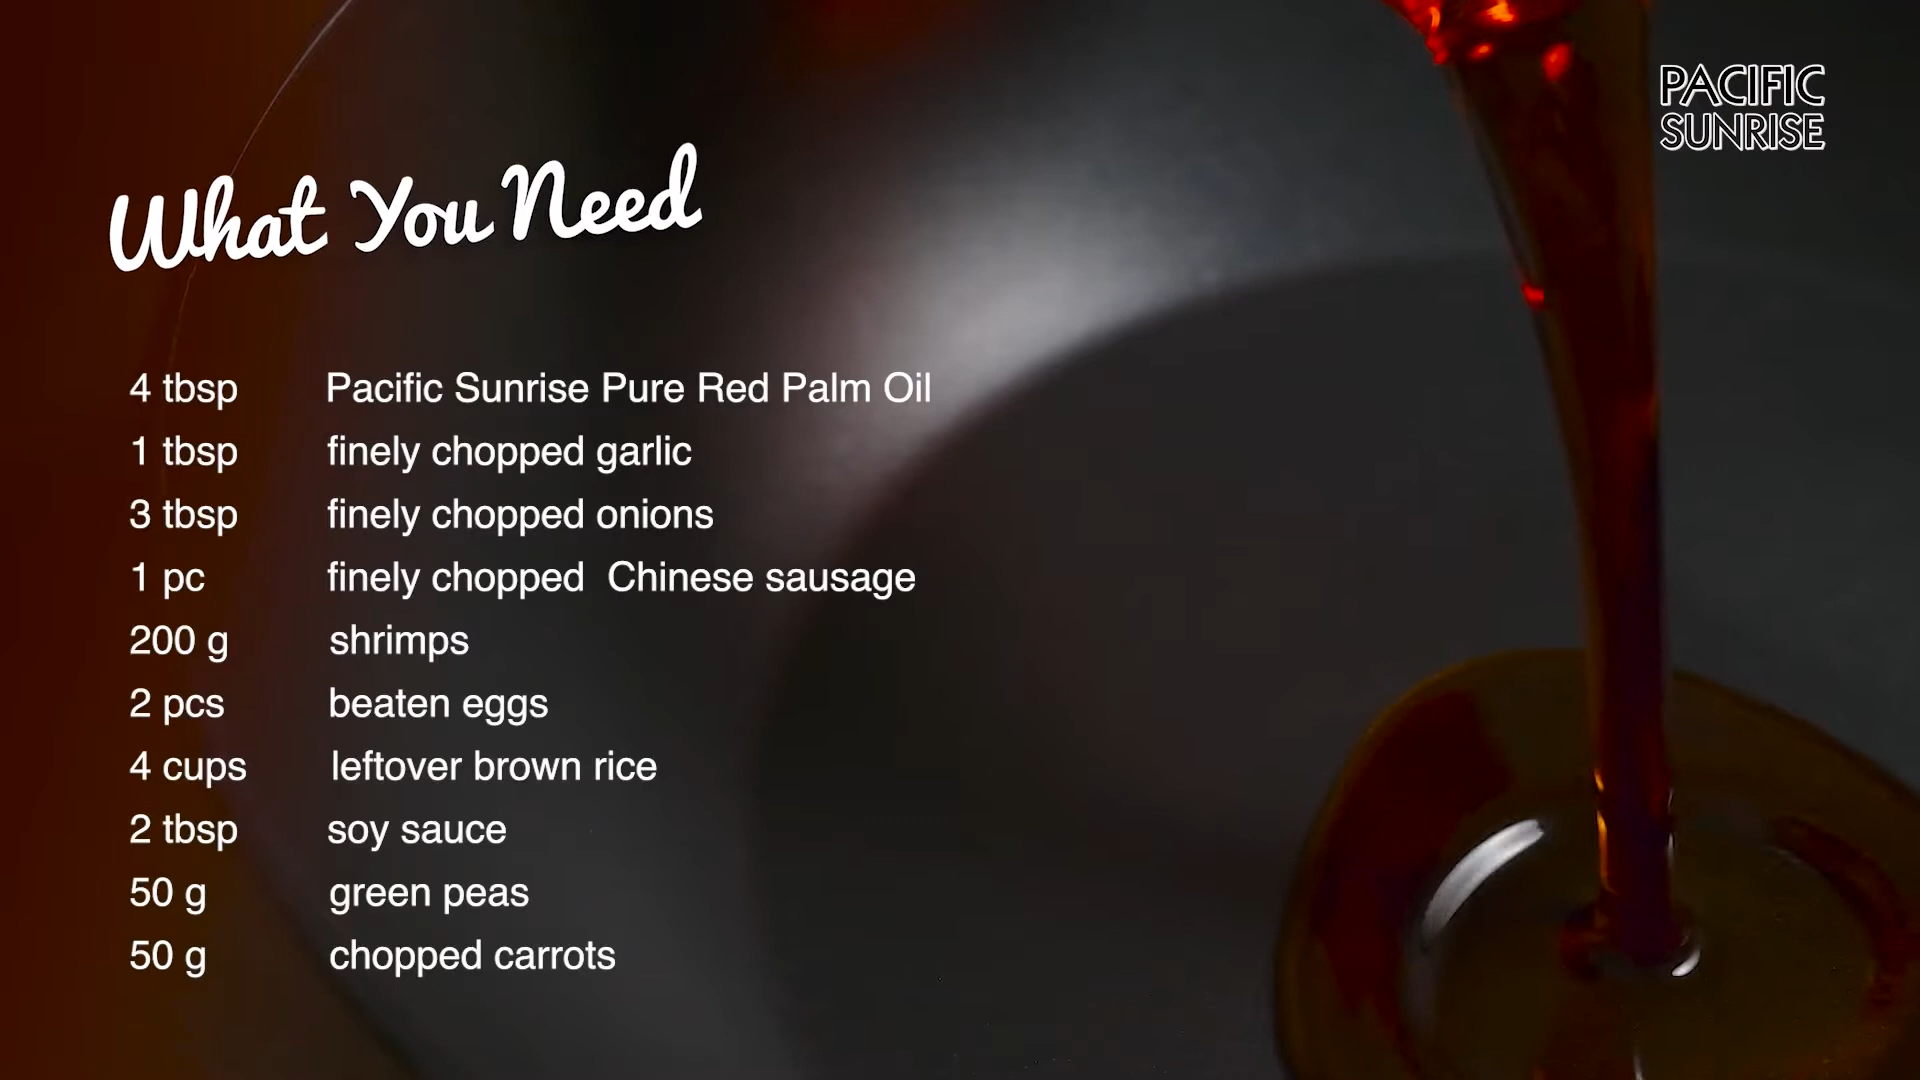 PACIFIC
SUNRISE
What You Need
4 tbsp Pacific Sunrise Pure Red Palm Oil
1 tbsp finely chopped garlic
3 tbsp finely chopped onions
1 pc finely chopped  Chinese sausage
200 g shrimps
2 pcs beaten eggs
4 cups leftover brown rice
2 tbsp soy sauce
50 g green peas
50 g chopped carrots